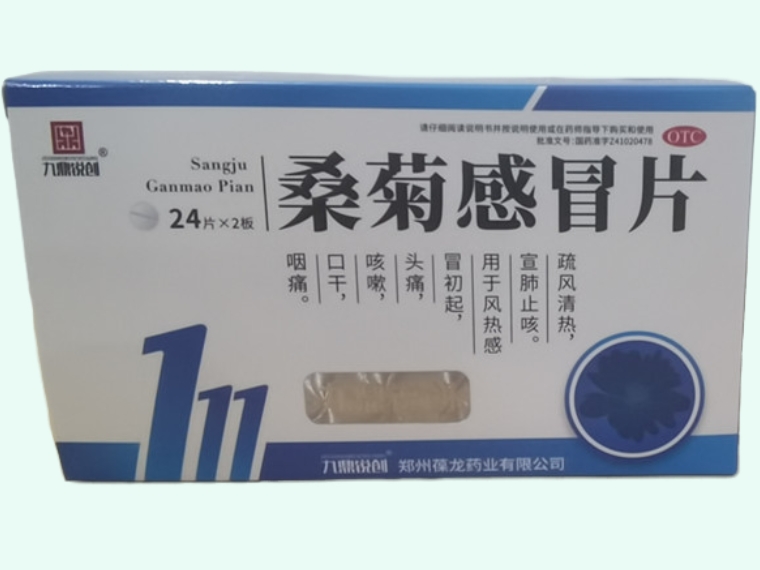 请仔细阅读说明书并按说明使用或在药师指导下购买和使用
批准文号:国药准字Z41020478
OTC
九鼎锐创®
Sangju
Ganmao Pian
24片×2板
桑菊感冒片
疏风清热，
宣肺止咳。
用于风热感
冒初起，
头痛，
咳嗽，
口干，
咽痛。
九鼎锐创 郑州葆龙药业有限公司